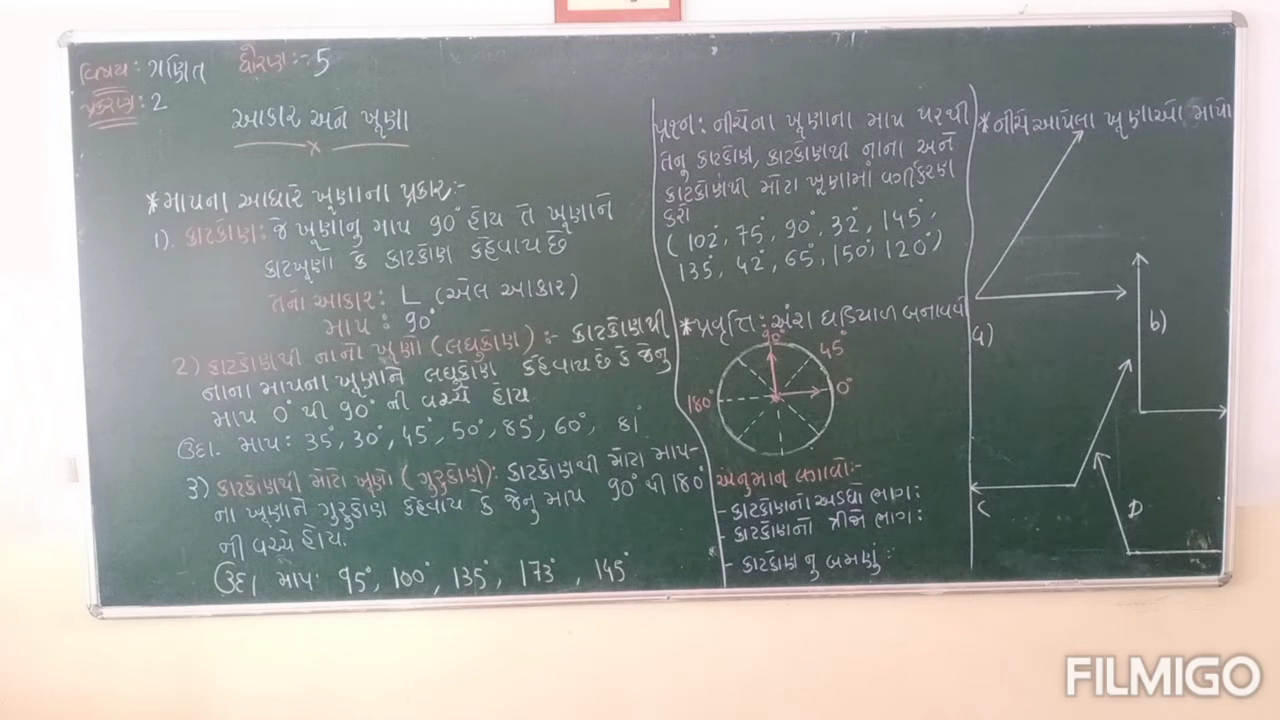 વિષય: ગણિત ધોરણ:- 5
પ્રકરણ: 2
આકાર અને ખૂણા
* માપના આધારે ખૂણાના પ્રકાર:-
1). કાટકોણ: જે ખૂણાનું માપ 90° હોય તે ખૂણાને
કાટખૂણો કે કાટકોણ કહેવાય છે
તેનો આકાર: L (એલ આકાર)
માપ: 90°
2) કાટકોણથી નાનો ખૂણો (લઘુકોણ):- કાટકોણથી
નાના માપના ખૂણાને લઘુકોણ કહેવાય છે કે જેનુ
માપ 0° થી 90° ની વચ્ચે હોય
ઉદા. માપ: 35°, 30°, 45°, 50°, 85°, 60°, 81°
3) કાટકોણથી મોટો ખૂણો (ગુરુકોણ): કાટકોણથી મોટા માપ-
ના ખૂણાને ગુરુકોણ કહેવાય કે જેનુ માપ 90° થી 180°
ની વચ્ચે હોય.
ઉદા. માપ: 95°, 100°, 135°, 173°, 145°
પ્રશ્ન: નીચેના ખૂણાના માપ પરથી
તેનુ કાટકોણ, કાટકોણથી નાના અને
કાટકોણથી મોટા ખૂણામાં વર્ગીકરણ
કરો
(102°, 75°, 90°, 32°, 145°,
135°, 42°, 65°, 150°, 120°)
* પ્રવૃત્તિ: અંશ ઘડિયાળ બનાવવી
90°
45°
180° 0°
અનુમાન લગાવો:-
- કાટકોણનો અડધો ભાગ:
- કાટકોણનો ત્રીજો ભાગ:
- કાટકોણ નુ બમણું:
* નીચે આપેલા ખૂણાઓ માપો
a) b)
C D
FILMIGO